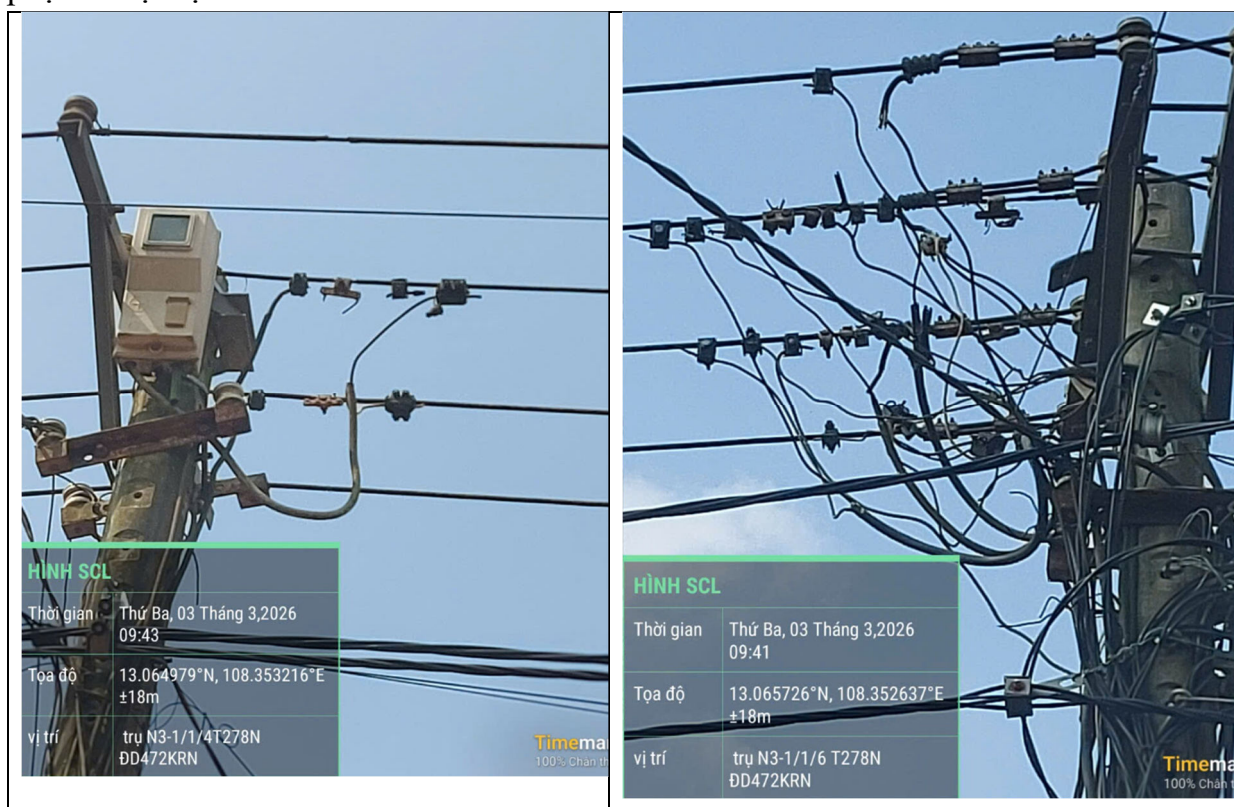 HÌNH SCL
Thời gian
Thứ Ba, 03 Tháng 3,2026
09:43
Tọa độ
13.064979°N, 108.353216°E
±18m
vị trí
trụ N3-1/1/4T278N
ĐD472KRN
Timema
100% Chân th
HÌNH SCL
Thời gian
Thứ Ba, 03 Tháng 3,2026
09:41
Tọa độ
13.065726°N, 108.352637°E
±18m
vị trí
trụ N3-1/1/6 T278N
ĐD472KRN
Timema
100% Chân t